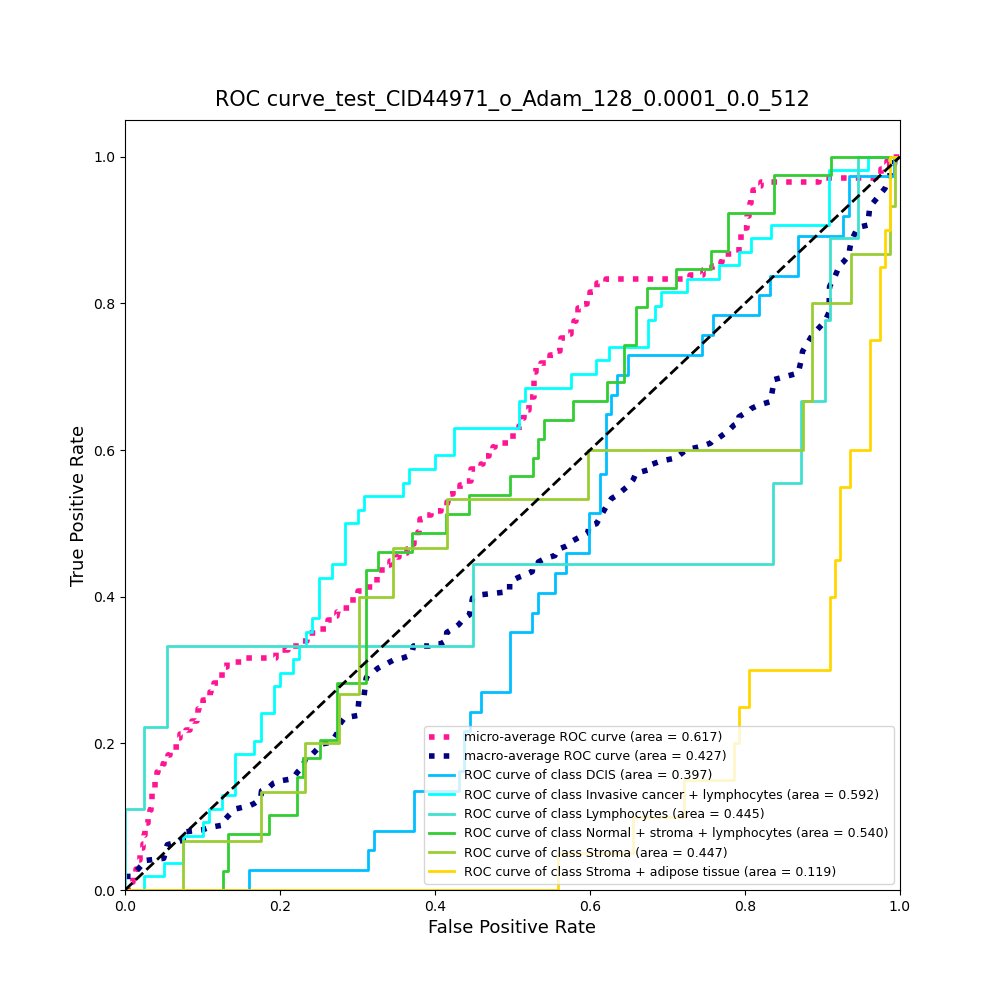 ROC curve_test_CID44971_o_Adam_128_0.0001_0.0_512
True Positive Rate
1.0
0.8
0.6
0.4
0.2
0.0
micro-average ROC curve (area = 0.617)
macro-average ROC curve (area = 0.427)
ROC curve of class DCIS (area = 0.397)
ROC curve of class Invasive cancer + lymphocytes (area = 0.592)
ROC curve of class Lymphocytes (area = 0.445)
ROC curve of class Normal + stroma + lymphocytes (area = 0.540)
ROC curve of class Stroma (area = 0.447)
ROC curve of class Stroma + adipose tissue (area = 0.119)
0.0 0.2 0.4 0.6 0.8 1.0
False Positive Rate